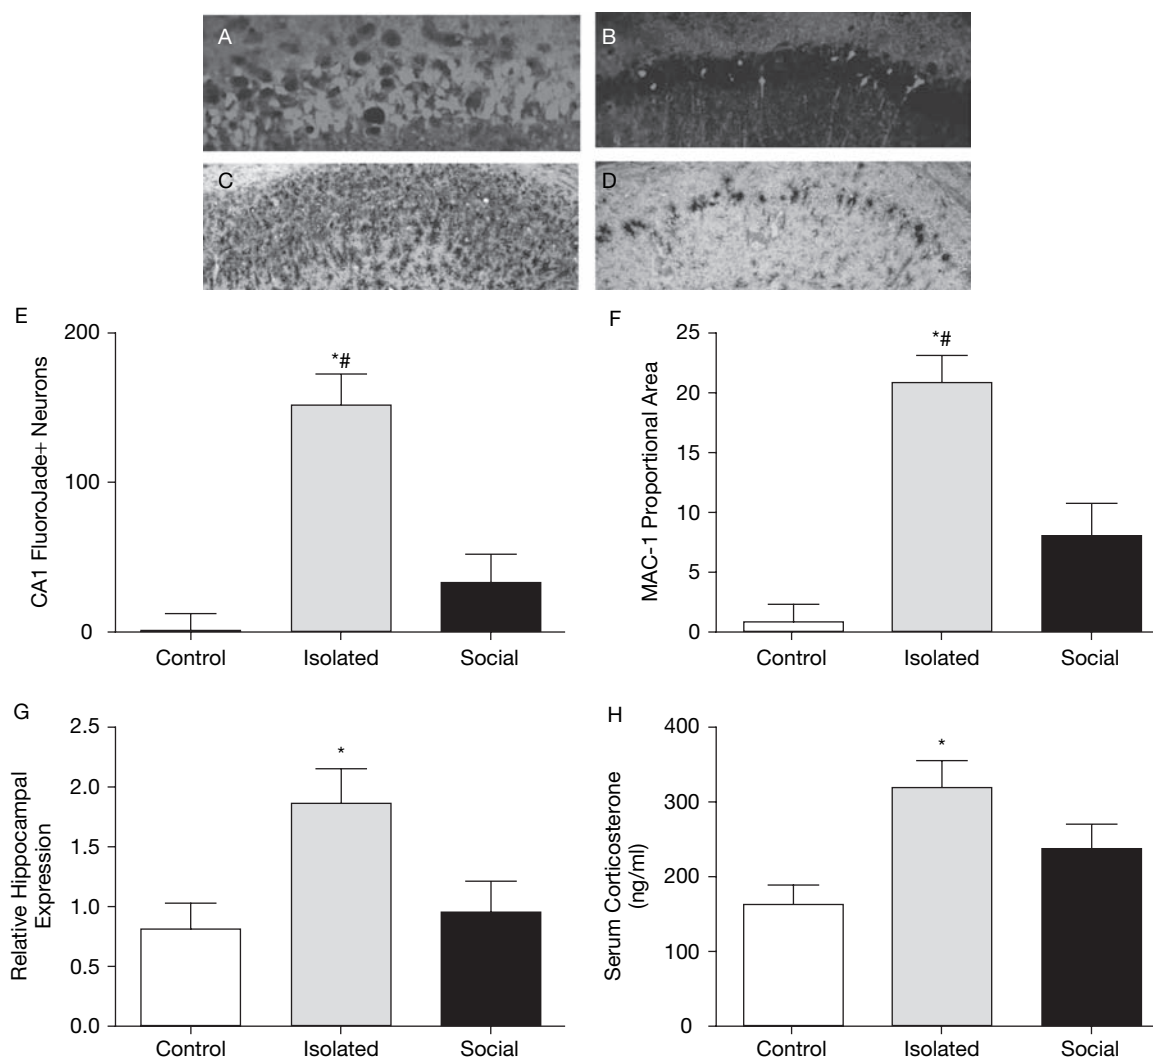 A
B
C
D
E
200
100
0
CA1 FluoroJade+ Neurons
*#
Control
Isolated
Social
F
25
20
15
10
5
0
MAC-1 Proportional Area
*#
Control
Isolated
Social
G
2.5
2.0
1.5
1.0
0.5
0.0
Relative Hippocampal
Expression
*
Control
Isolated
Social
H
400
300
200
100
0
Serum Corticosterone
(ng/ml)
*
Control
Isolated
Social